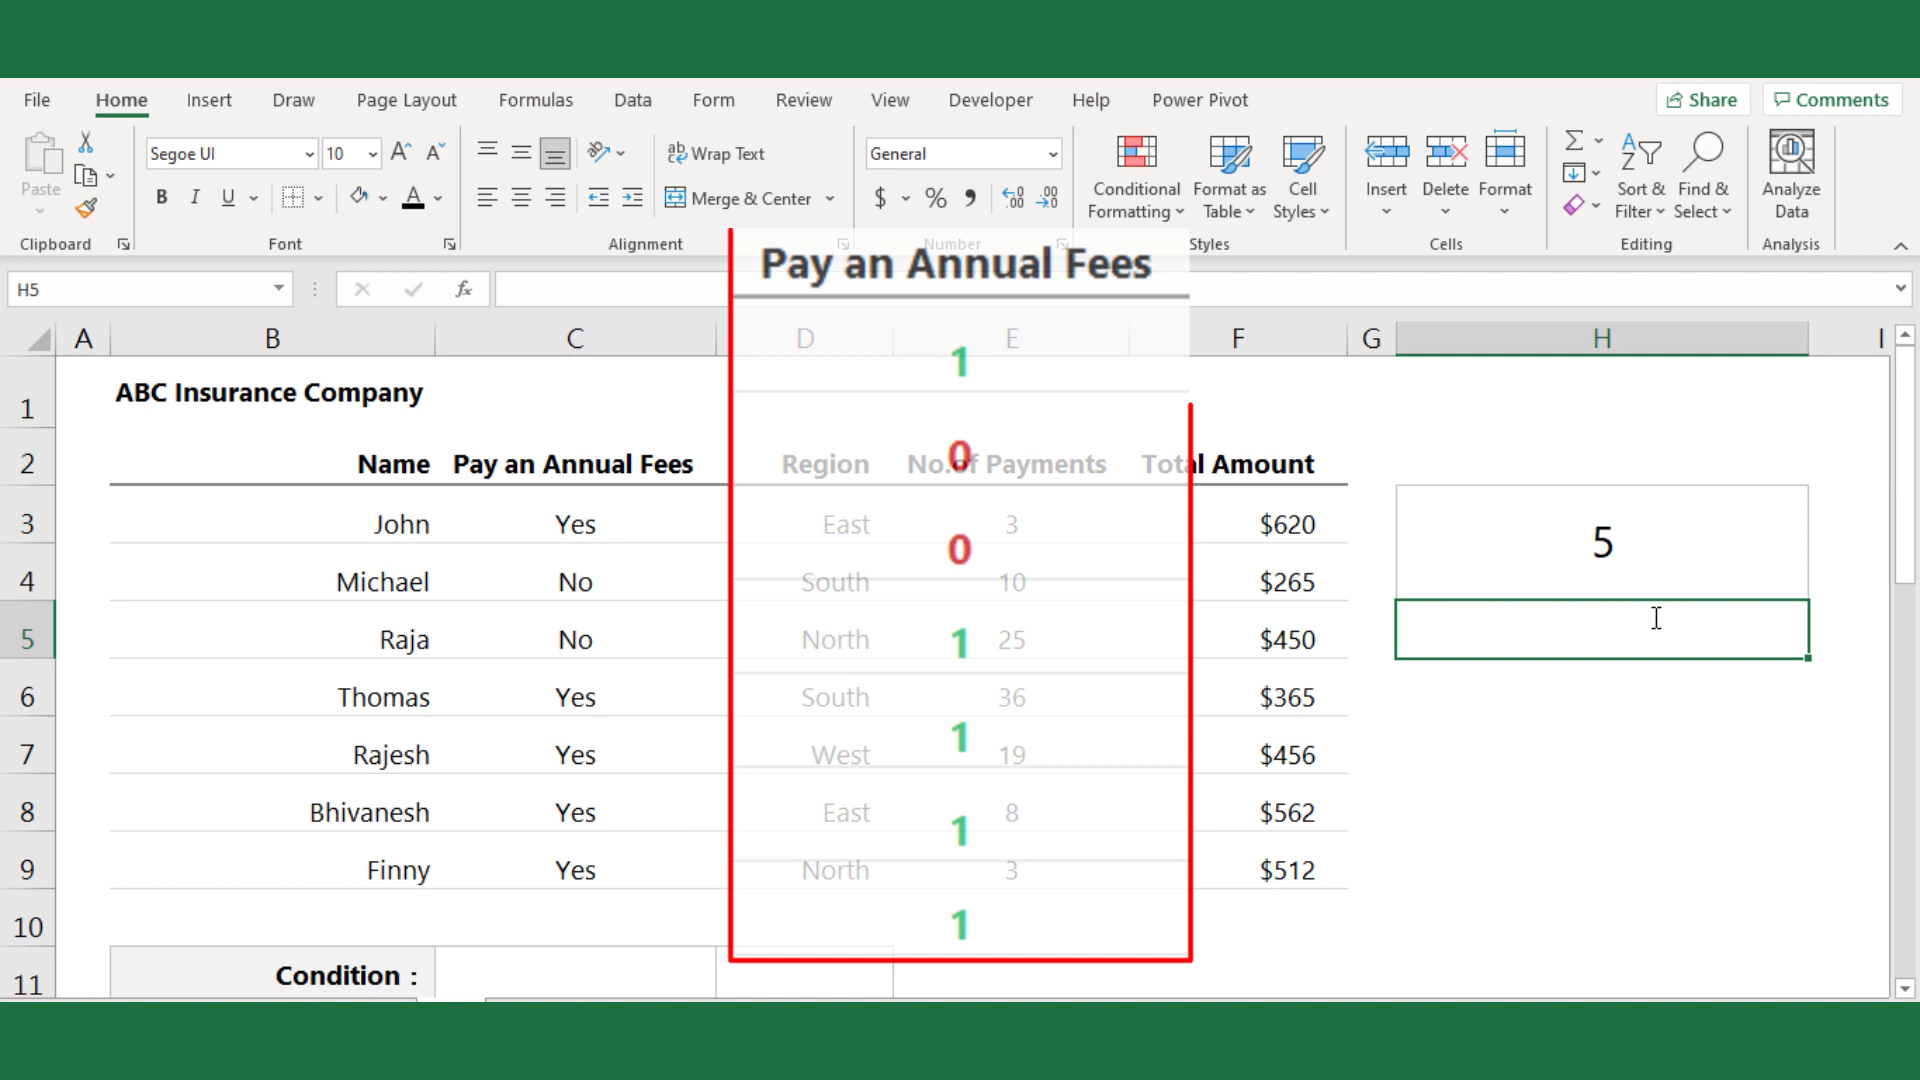 File Home Insert Draw Page Layout Formulas Data Form Review View Developer Help Power Pivot Share Comments
Segoe UI 10 A A ab Wrap Text General
Paste B I U A Merge & Center $ % , Conditional Formatting Format as Table Cell Styles Insert Delete Format Sort & Filter Find & Select Analyze Data
Clipboard Font Alignment Number Styles Cells Editing Analysis
H5 fx
Pay an Annual Fees
1
0
0
1
1
1
1
A B C D E F G H I
1 ABC Insurance Company
2 Name Pay an Annual Fees Region No.of Payments Total Amount
3 John Yes East 3 $620
5
4 Michael No South 10 $265
5 Raja No North 25 $450
6 Thomas Yes South 36 $365
7 Rajesh Yes West 19 $456
8 Bhivanesh Yes East 8 $562
9 Finny Yes North 3 $512
10
11 Condition :